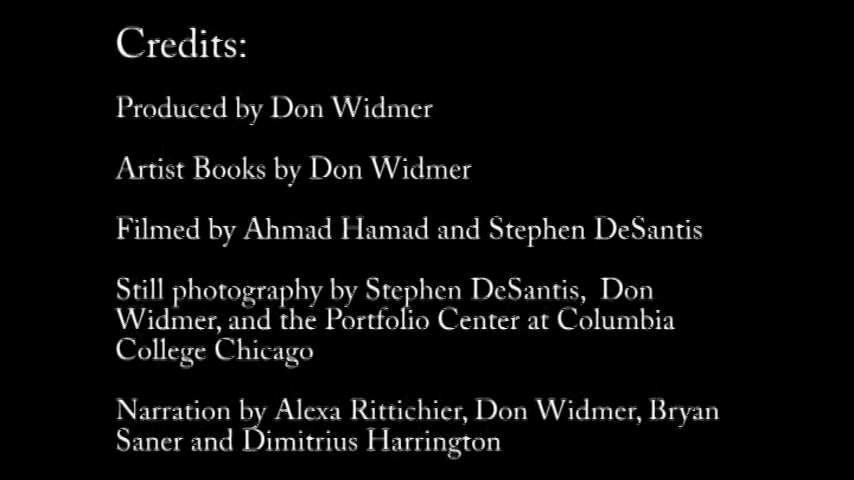 Credits:
Produced by Don Widmer
Artist Books by Don Widmer
Filmed by Ahmad Hamad and Stephen DeSantis
Still photography by Stephen DeSantis, Don
Widmer, and the Portfolio Center at Columbia
College Chicago
Narration by Alexa Rittichier, Don Widmer, Bryan
Saner and Dimitrius Harrington